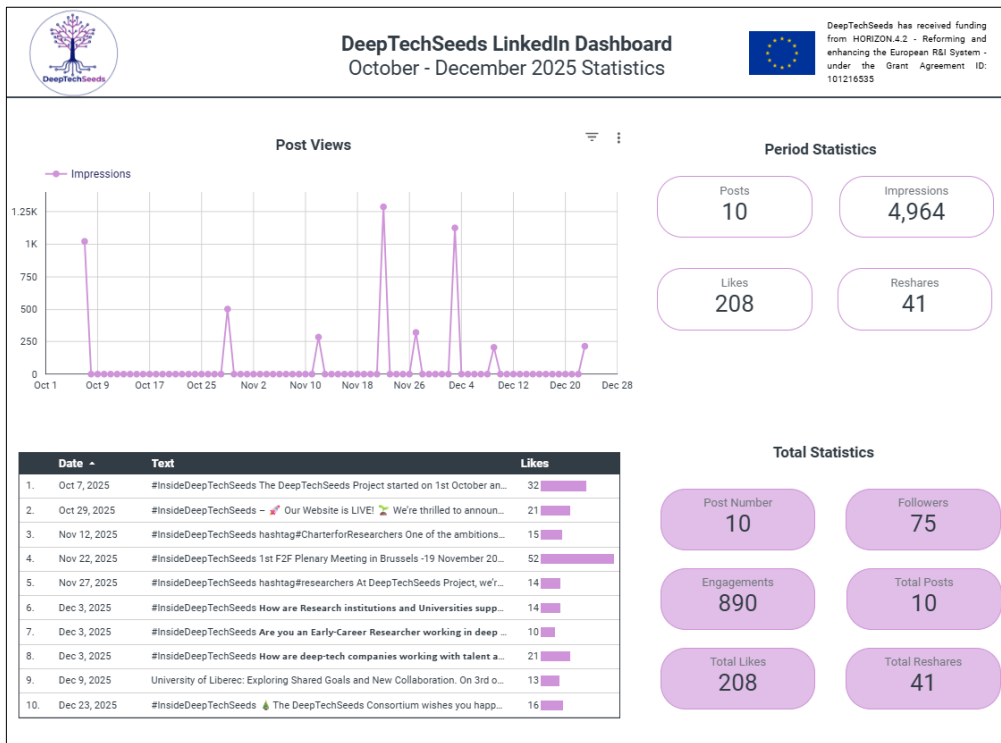 DeepTechSeeds
DeepTechSeeds LinkedIn Dashboard
October - December 2025 Statistics
DeepTechSeeds has received funding
from HORIZON.4.2 - Reforming and
enhancing the European R&I System -
under the Grant Agreement ID:
101216535
Post Views
Impressions
1.25K
1K
750
500
250
0
Oct 1 Oct 9 Oct 17 Oct 25 Nov 2 Nov 10 Nov 18 Nov 26 Dec 4 Dec 12 Dec 20 Dec 28
Period Statistics
Posts
10
Impressions
4,964
Likes
208
Reshares
41
Date Text Likes
1. Oct 7, 2025 #InsideDeepTechSeeds The DeepTechSeeds Project started on 1st October an... 32
2. Oct 29, 2025 #InsideDeepTechSeeds – 🚀 Our Website is LIVE! 🌱 We're thrilled to announ... 21
3. Nov 12, 2025 #InsideDeepTechSeeds hashtag#CharterforResearchers One of the ambitions... 15
4. Nov 22, 2025 #InsideDeepTechSeeds 1st F2F Plenary Meeting in Brussels -19 November 20... 52
5. Nov 27, 2025 #InsideDeepTechSeeds hashtag#researchers At DeepTechSeeds Project, we'r... 14
6. Dec 3, 2025 #InsideDeepTechSeeds How are Research institutions and Universities supp... 14
7. Dec 3, 2025 #InsideDeepTechSeeds Are you an Early-Career Researcher working in deep ... 10
8. Dec 3, 2025 #InsideDeepTechSeeds How are deep-tech companies working with talent a... 21
9. Dec 9, 2025 University of Liberec: Exploring Shared Goals and New Collaboration. On 3rd o... 13
10. Dec 23, 2025 #InsideDeepTechSeeds 🎄 The DeepTechSeeds Consortium wishes you happ... 16
Total Statistics
Post Number
10
Followers
75
Engagements
890
Total Posts
10
Total Likes
208
Total Reshares
41